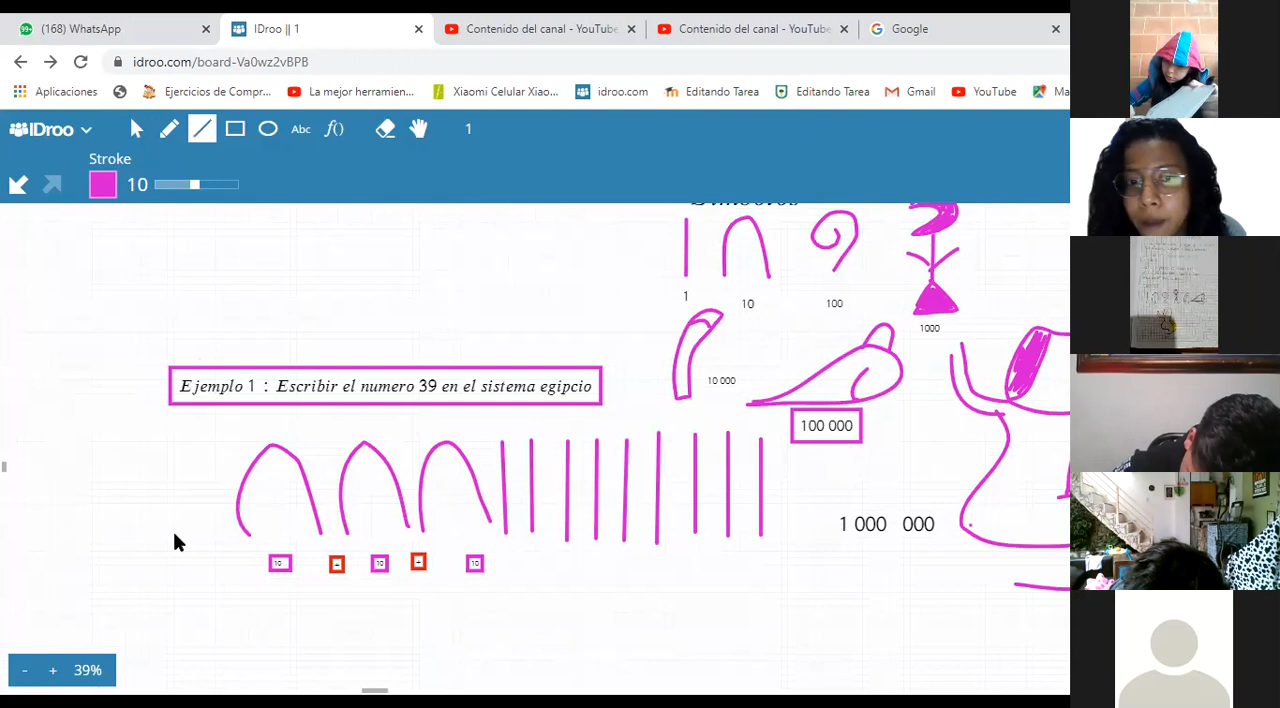 (168) WhatsApp
IDroo || 1
Contenido del canal - YouTube
Contenido del canal - YouTube
Google
idroo.com/board-Va0wz2vBPB
Aplicaciones
Ejercicios de Compr...
La mejor herramien...
Xiaomi Celular Xiao...
idroo.com
Editando Tarea
Editando Tarea
Gmail
YouTube
Ma
IDroo
Abc
f()
1
Stroke
10
1
10
100
1000
10 000
Ejemplo 1 : Escribir el numero 39 en el sistema egipcio
100 000
1 000 000
10
10
10
- + 39%